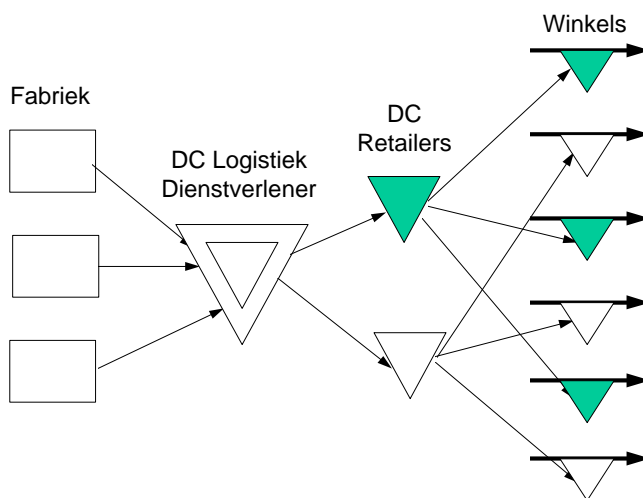 Winkels
Fabriek
DC
Retailers
DC Logistiek
Dienstverlener